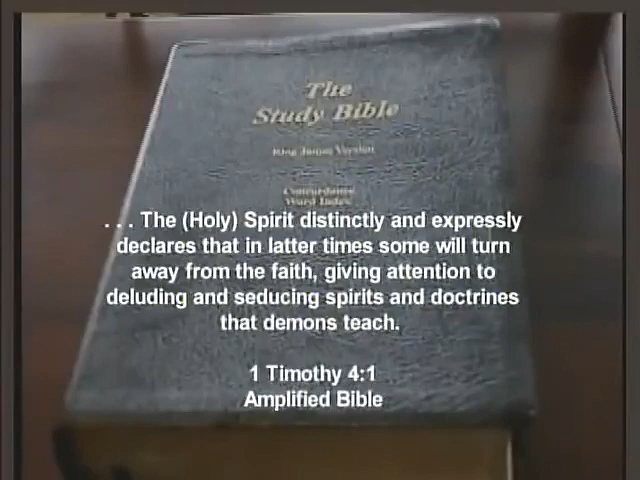 The
Study Bible
King James Version
Concordance
Word Index
. . . The (Holy) Spirit distinctly and expressly
declares that in latter times some will turn
away from the faith, giving attention to
deluding and seducing spirits and doctrines
that demons teach.
1 Timothy 4:1
Amplified Bible